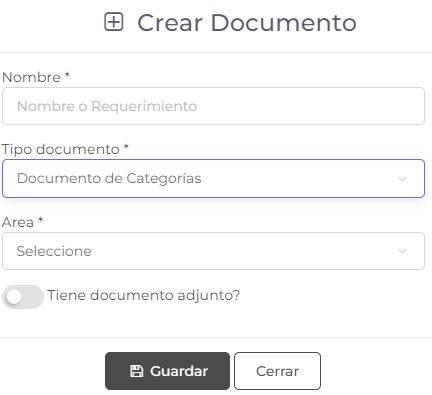 Crear Documento
Nombre *
Nombre o Requerimiento
Tipo documento *
Documento de Categorías
Area *
Seleccione
Tiene documento adjunto?
Guardar
Cerrar